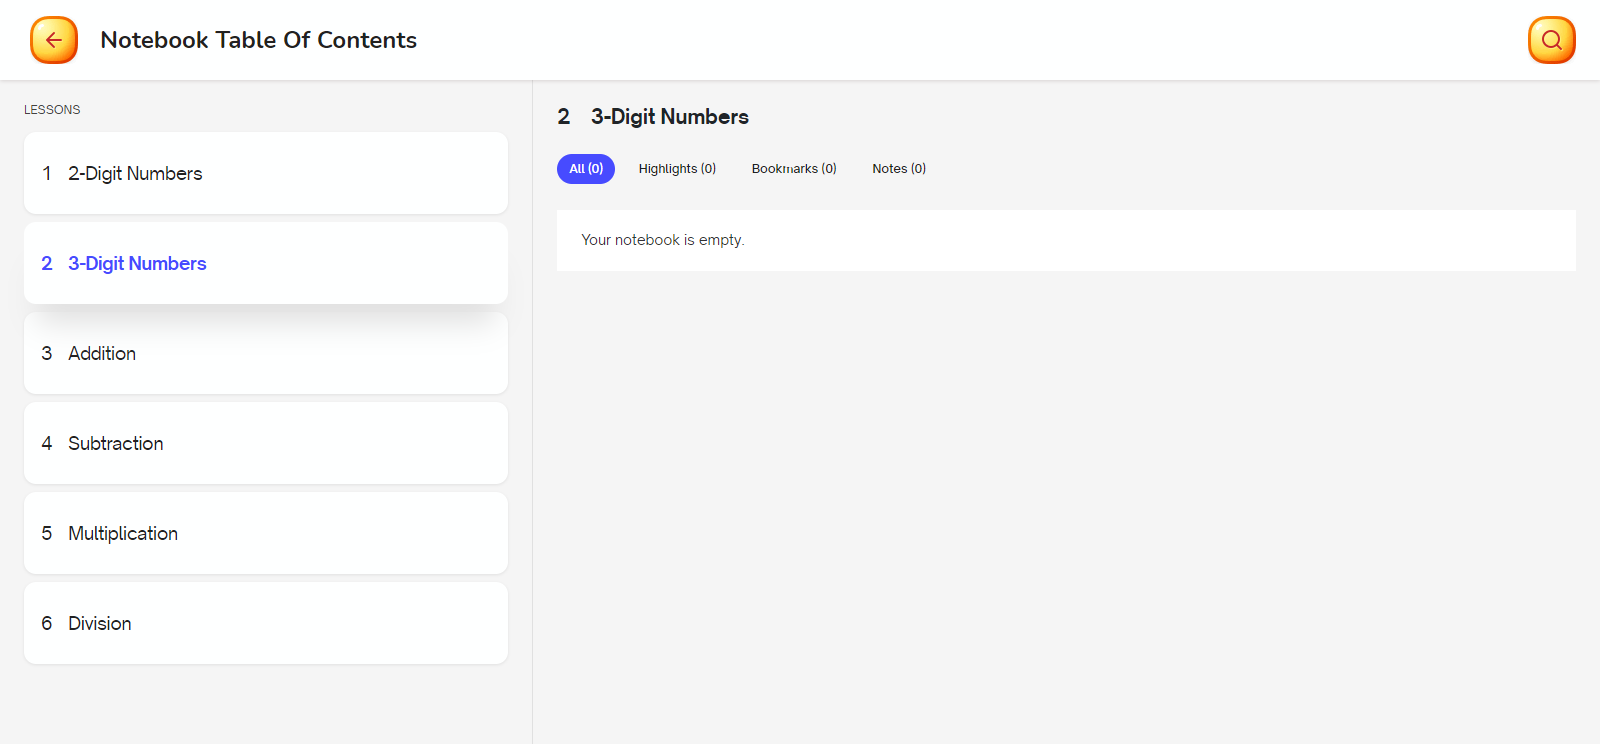 Notebook Table Of Contents
LESSONS
1 2-Digit Numbers
2 3-Digit Numbers
3 Addition
4 Subtraction
5 Multiplication
6 Division
2 3-Digit Numbers
All (0) Highlights (0) Bookmarks (0) Notes (0)
Your notebook is empty.